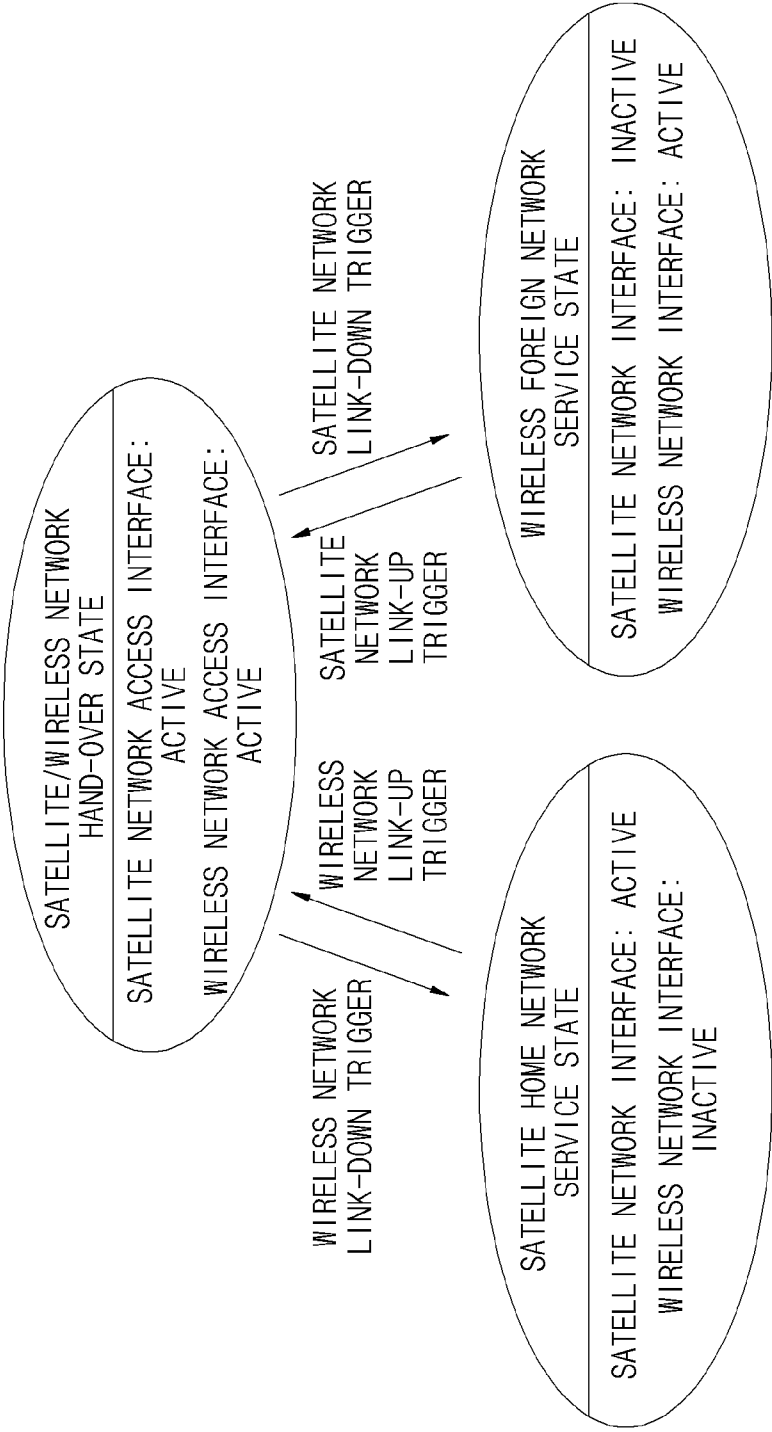 SATELLITE/WIRELESS NETWORK
HAND-OVER STATE
SATELLITE NETWORK ACCESS INTERFACE:
ACTIVE
WIRELESS NETWORK ACCESS INTERFACE:
ACTIVE
WIRELESS NETWORK
LINK-DOWN TRIGGER
WIRELESS
NETWORK
LINK-UP
TRIGGER
SATELLITE
NETWORK
LINK-UP
TRIGGER
SATELLITE NETWORK
LINK-DOWN TRIGGER
SATELLITE HOME NETWORK
SERVICE STATE
SATELLITE NETWORK INTERFACE: ACTIVE
WIRELESS NETWORK INTERFACE:
INACTIVE
WIRELESS FOREIGN NETWORK
SERVICE STATE
SATELLITE NETWORK INTERFACE: INACTIVE
WIRELESS NETWORK INTERFACE: ACTIVE